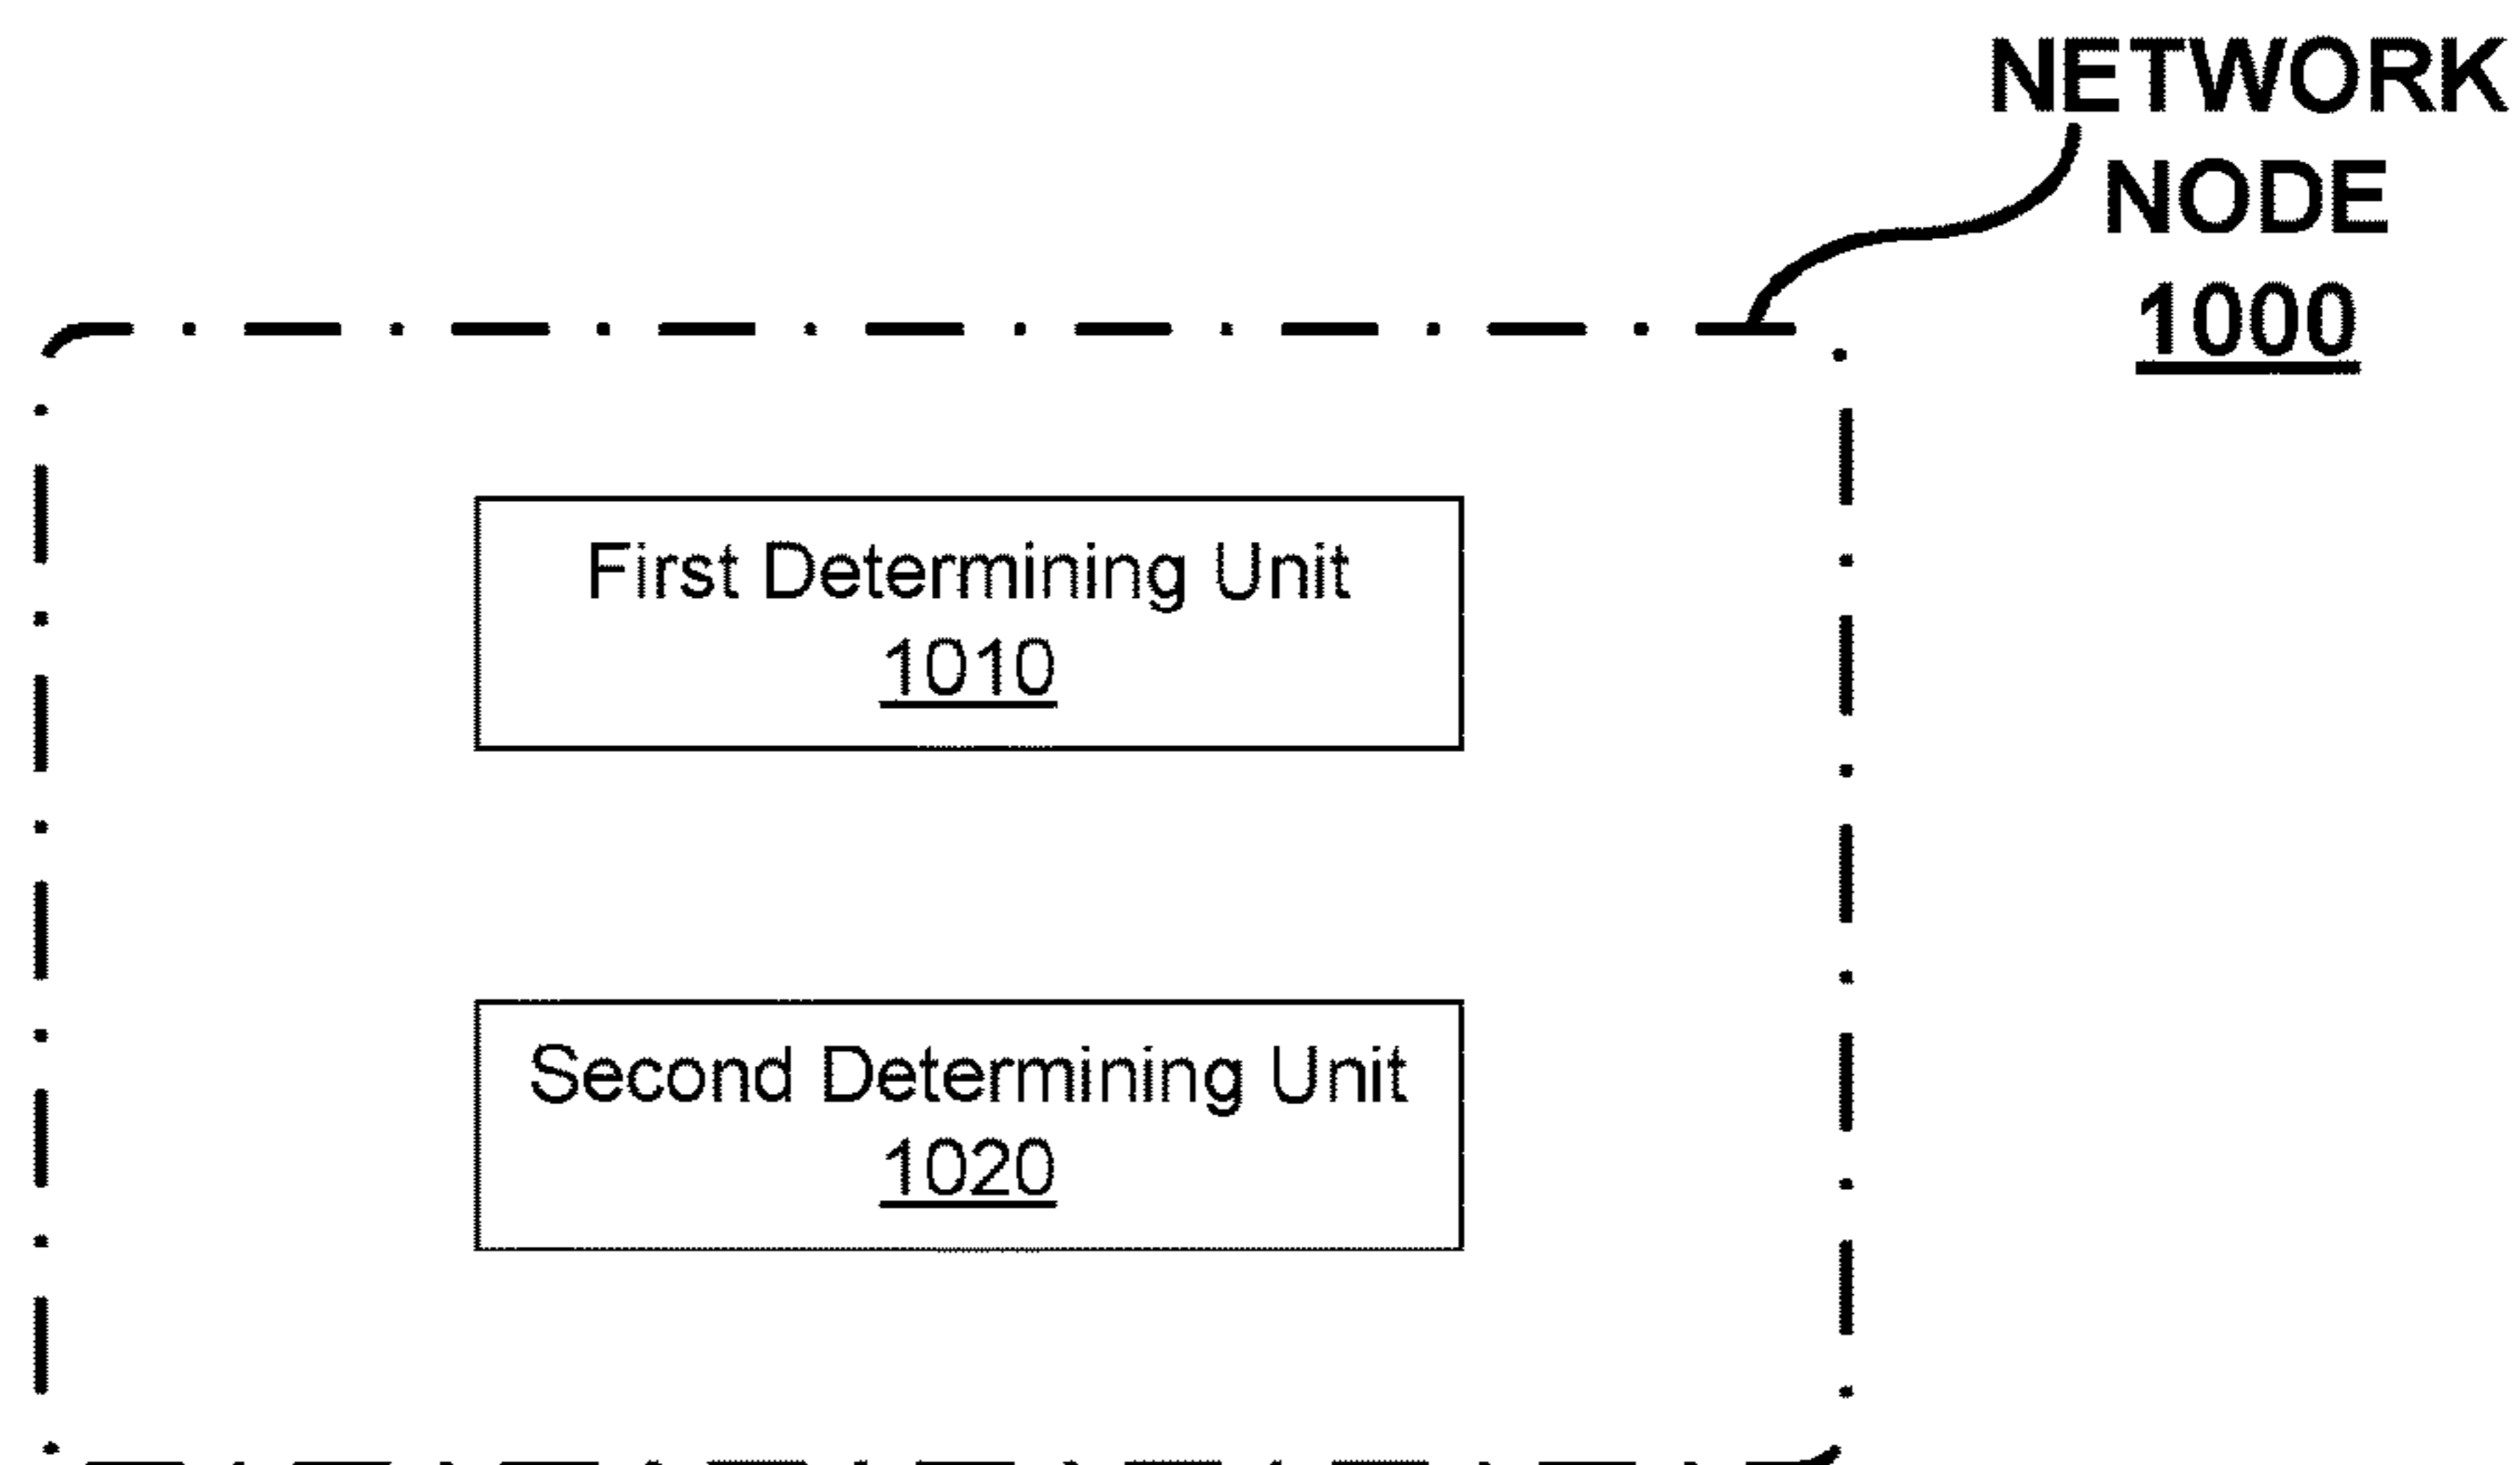 NETWORK
NODE
1000
First Determining Unit
1010
Second Determining Unit
1020